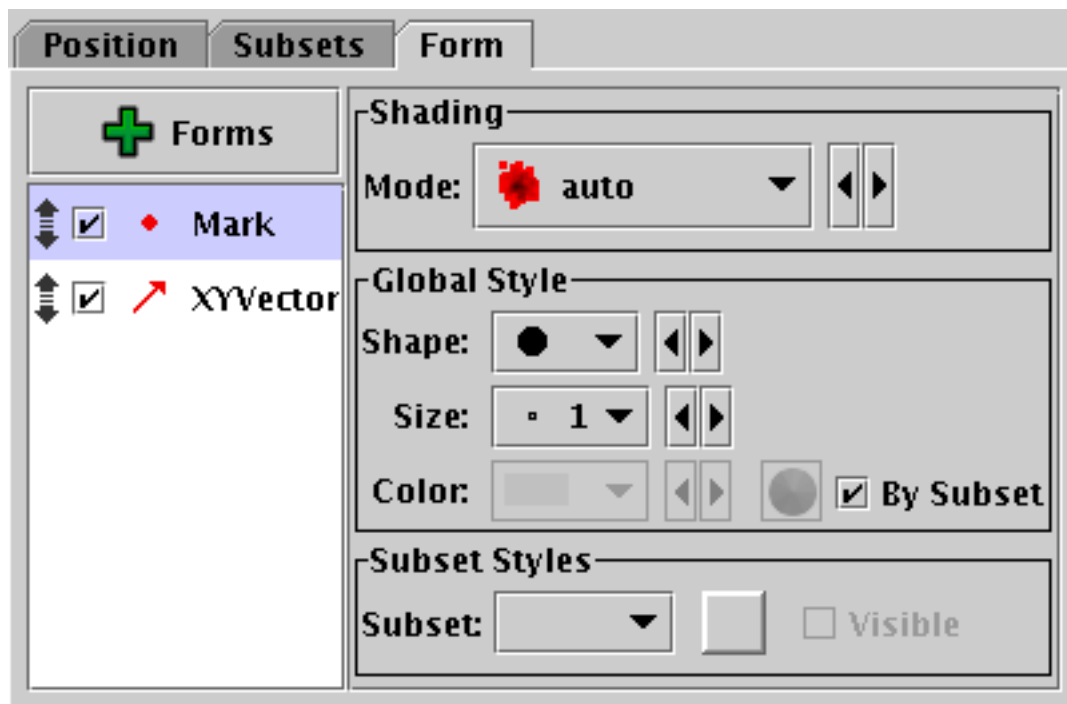 Position Subsets Form
Forms
Mark
XYVector
Shading
Mode: auto
Global Style
Shape:
Size: 1
Color: By Subset
Subset Styles
Subset: Visible